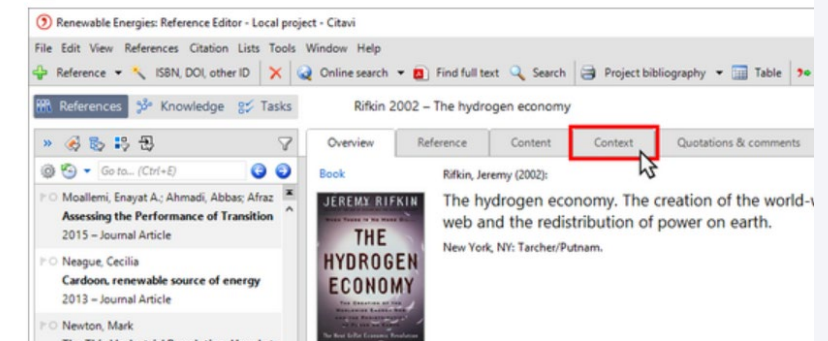 Renewable Energies: Reference Editor - Local project - Citavi
File Edit View References Citation Lists Tools Window Help
Reference ISBN, DOI, other ID Online search Find full text Search Project bibliography Table
References Knowledge Tasks Rifkin 2002 – The hydrogen economy
Overview Reference Content Context Quotations & comments
Go to... (Ctrl+E)
Book
Rifkin, Jeremy (2002):
The hydrogen economy. The creation of the world-
web and the redistribution of power on earth.
New York, NY: Tarcher/Putnam.
Moallemi, Enayat A.; Ahmadi, Abbas; Afraz
Assessing the Performance of Transition
2015 – Journal Article
Neague, Cecilia
Cardoon, renewable source of energy
2013 – Journal Article
Newton, Mark
JEREMY RIFKIN
THE
HYDROGEN
ECONOMY